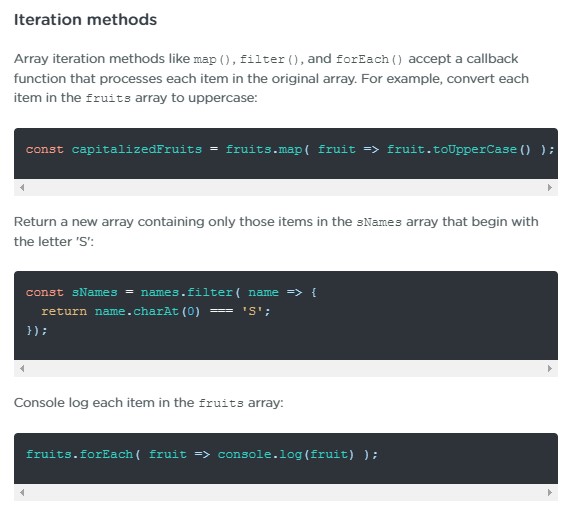 Iteration methods
Array iteration methods like map(), filter(), and forEach() accept a callback
function that processes each item in the original array. For example, convert each
item in the fruits array to uppercase:
const capitalizedFruits = fruits.map( fruit => fruit.toUpperCase() );
Return a new array containing only those items in the sNames array that begin with
the letter 'S':
const sNames = names.filter( name => {
  return name.charAt(0) === 'S';
});
Console log each item in the fruits array:
fruits.forEach( fruit => console.log(fruit) );